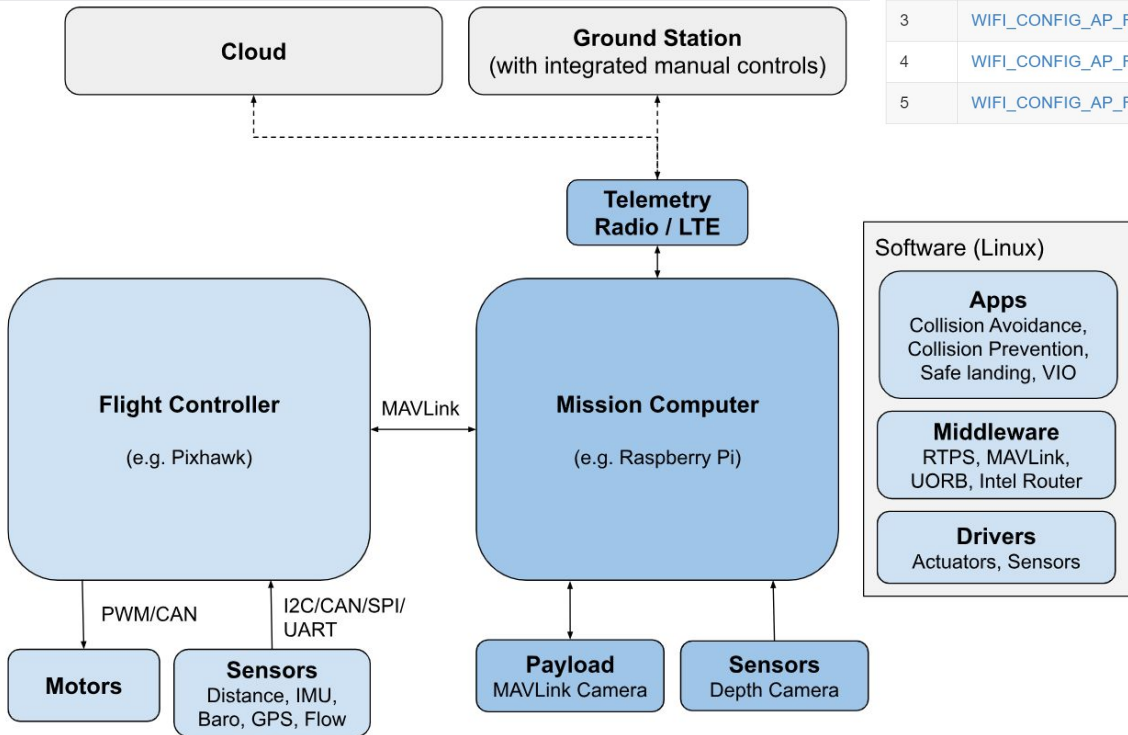 Cloud
Ground Station
(with integrated manual controls)
3 WIFI_CONFIG_AP_
4 WIFI_CONFIG_AP_
5 WIFI_CONFIG_AP_
Telemetry
Radio / LTE
Flight Controller
(e.g. Pixhawk)
MAVLink
Mission Computer
(e.g. Raspberry Pi)
Software (Linux)
Apps
Collision Avoidance,
Collision Prevention,
Safe landing, VIO
Middleware
RTPS, MAVLink,
UORB, Intel Router
Drivers
Actuators, Sensors
PWM/CAN
I2C/CAN/SPI/
UART
Motors
Sensors
Distance, IMU,
Baro, GPS, Flow
Payload
MAVLink Camera
Sensors
Depth Camera